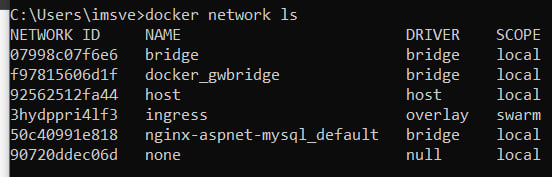 C:\Users\imsve>docker network ls
NETWORK ID     NAME                         DRIVER    SCOPE
07998c07f6e6   bridge                       bridge    local
f97815606d1f   docker_gwbridge              bridge    local
92562512fa44   host                         host      local
3hydppri4lf3   ingress                      overlay   swarm
50c40991e818   nginx-aspnet-mysql_default   bridge    local
90720ddec06d   none                         null      local